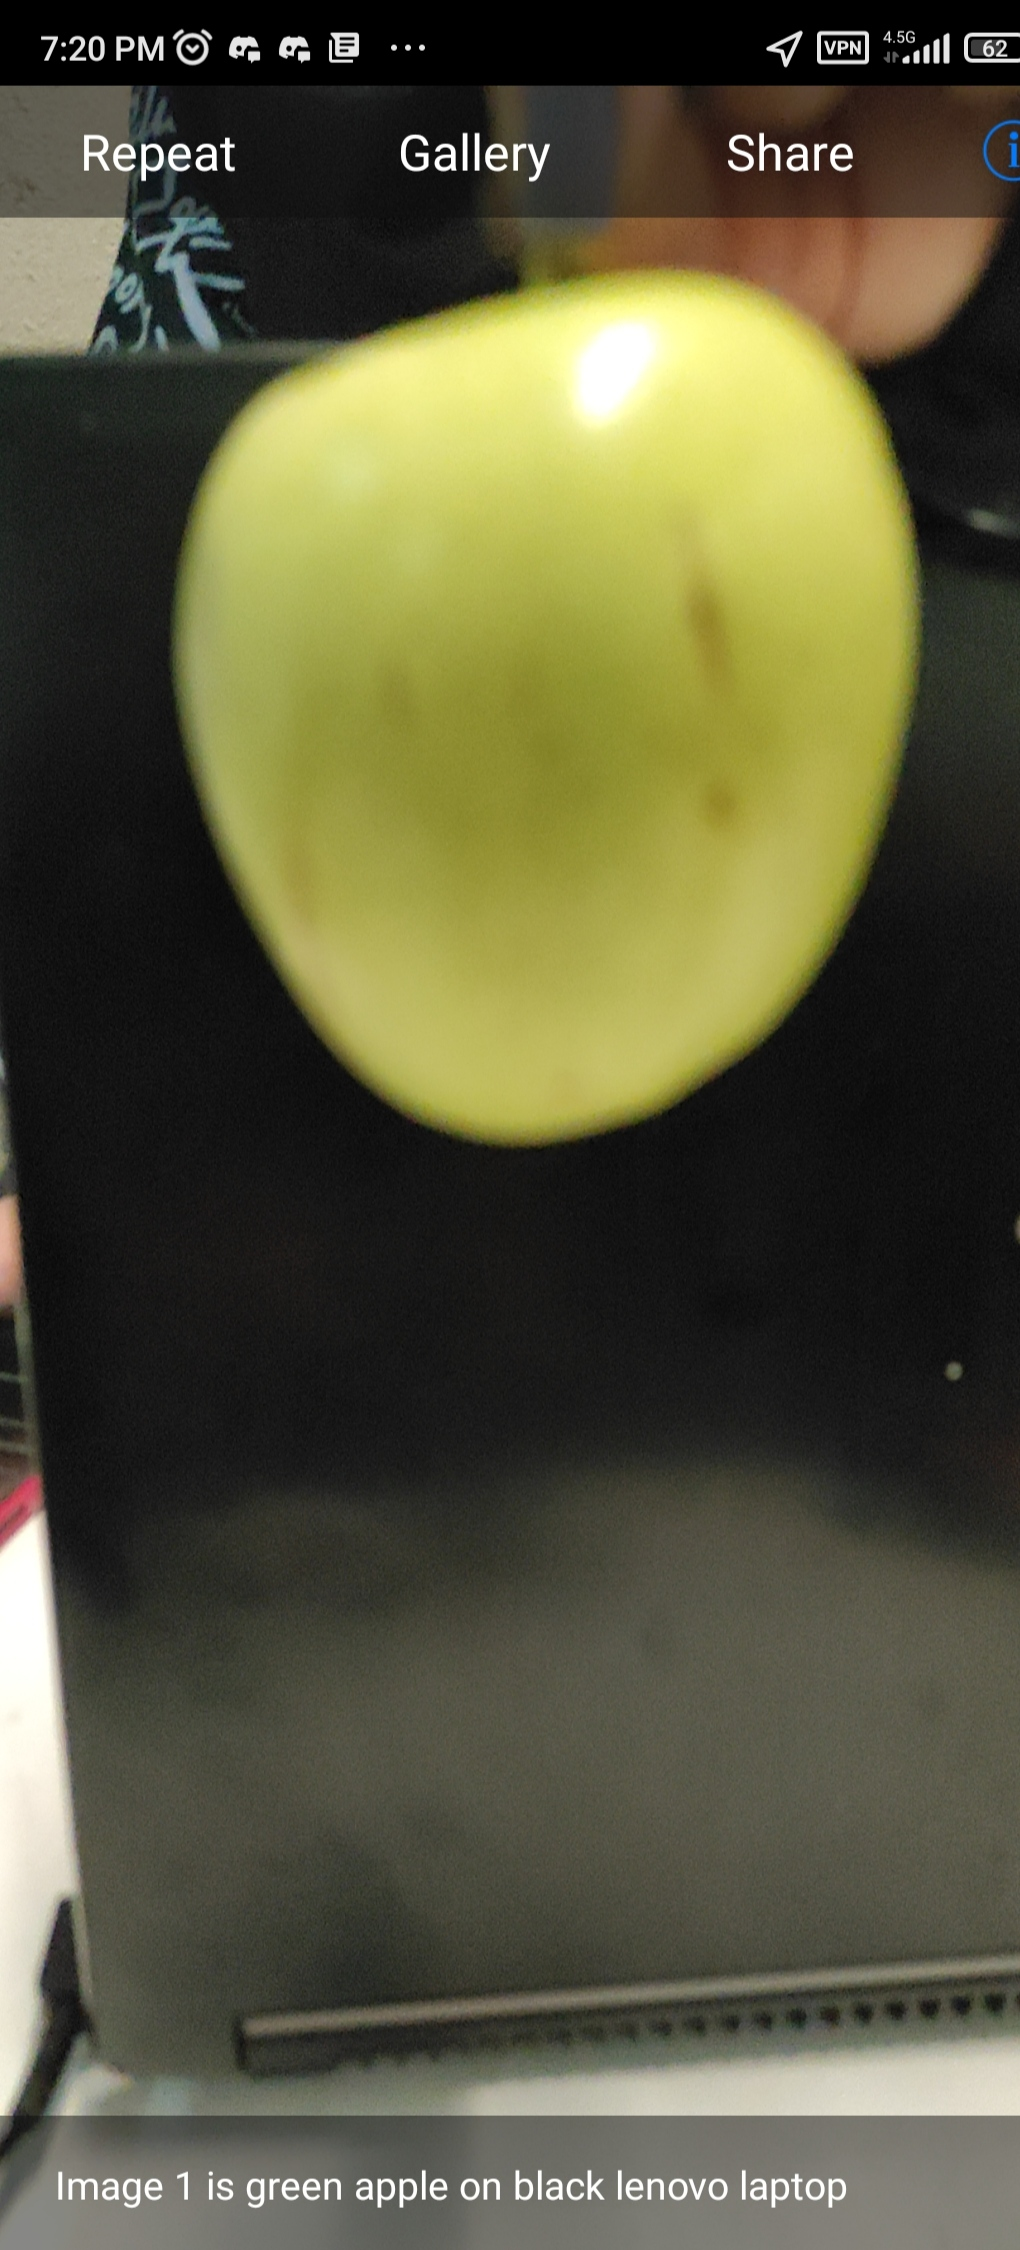 7:20 PM VPN 4.5G 62
Repeat Gallery Share i
Image 1 is green apple on black lenovo laptop